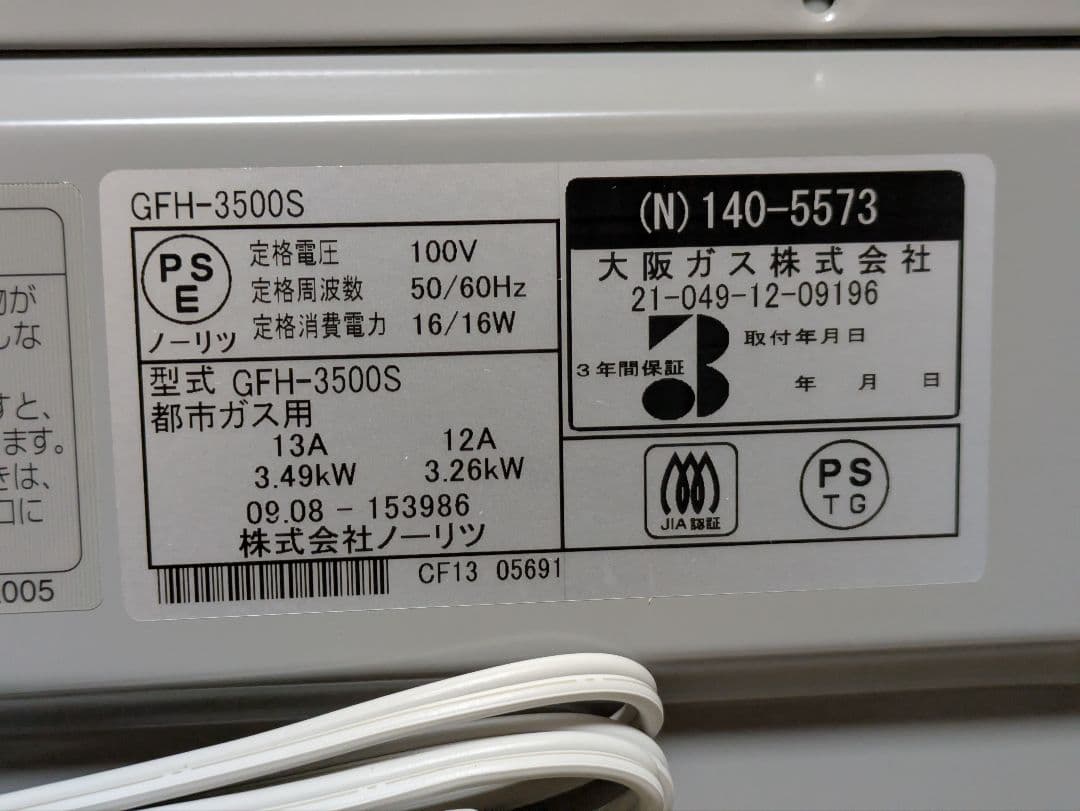 GFH-3500S
PS
E
ノーリツ
定格電圧 100V
定格周波数 50/60Hz
定格消費電力 16/16W
型式 GFH-3500S
都市ガス用
13A 12A
3.49kW 3.26kW
09.08 - 153986
株式会社ノーリツ
CF13 05691
(N) 140-5573
大阪ガス株式会社
21-049-12-09196
3年間保証
取付年月日
年 月 日
JIA 認証
PS
TG
が
しな
すと、
ます。
きは、
コに
005